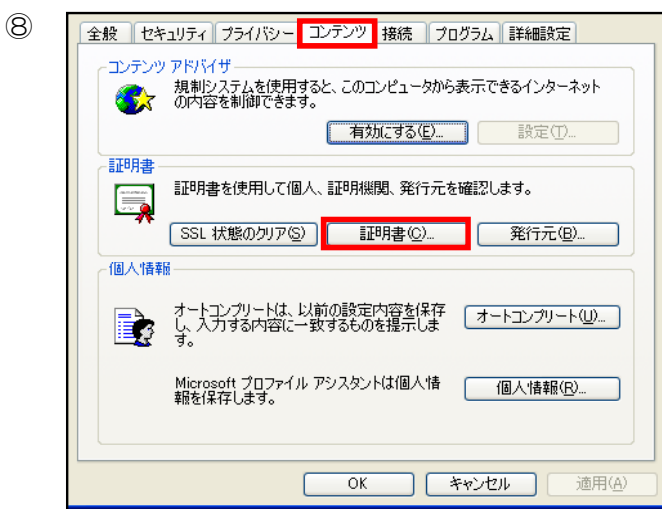 ⑧
全般 セキュリティ プライバシー コンテンツ 接続 プログラム 詳細設定
コンテンツ アドバイザ
規制システムを使用すると、このコンピュータから表示できるインターネット
の内容を制御できます。
有効にする(E)... 設定(T)...
証明書
証明書を使用して個人、証明機関、発行元を確認します。
SSL 状態のクリア(S) 証明書(C)... 発行元(B)...
個人情報
オートコンプリートは、以前の設定内容を保存
し、入力する内容に一致するものを提示しま
す。
オートコンプリート(U)...
Microsoft プロファイル アシスタントは個人情
報を保存します。
個人情報(R)...
OK キャンセル 適用(A)